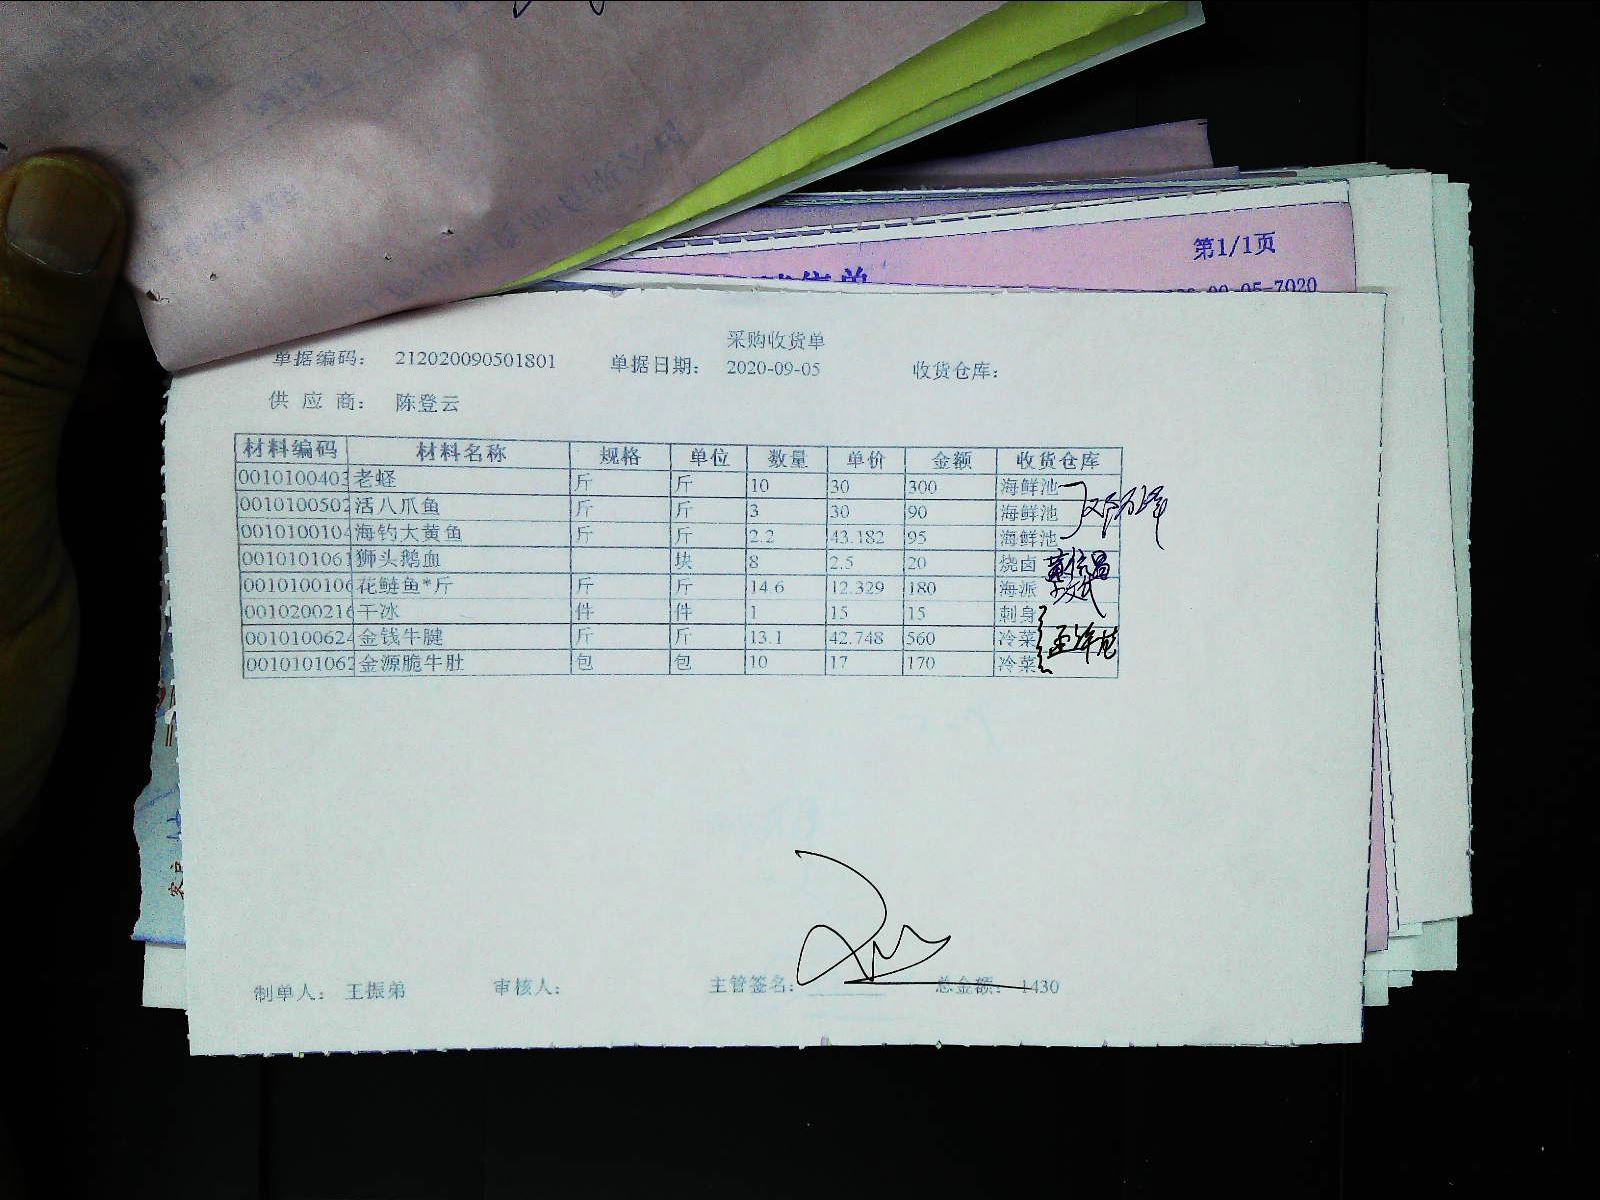 第1/1页
采购收货单
单据编码： 212020090501801 单据日期： 2020-09-05 收货仓库：
供 应 商： 陈登云
材料编码 材料名称 规格 单位 数量 单价 金额 收货仓库
0010100403 老蛏 斤 斤 10 30 300 海鲜池
0010100502 活八爪鱼 斤 斤 3 30 90 海鲜池
0010100104 海钓大黄鱼 斤 斤 2.2 43.182 95 海鲜池
0010101061 狮头鹅血 块 8 2.5 20 烧卤
0010100106 花鲢鱼*斤 斤 斤 14.6 12.329 180 海派
0010200216 干冰 件 件 1 15 15 刺身
0010100624 金钱牛腱 斤 斤 13.1 42.748 560 冷菜
0010101062 金源脆牛肚 包 包 10 17 170 冷菜
制单人： 王振弟 审核人： 主管签名： 总金额： 1430